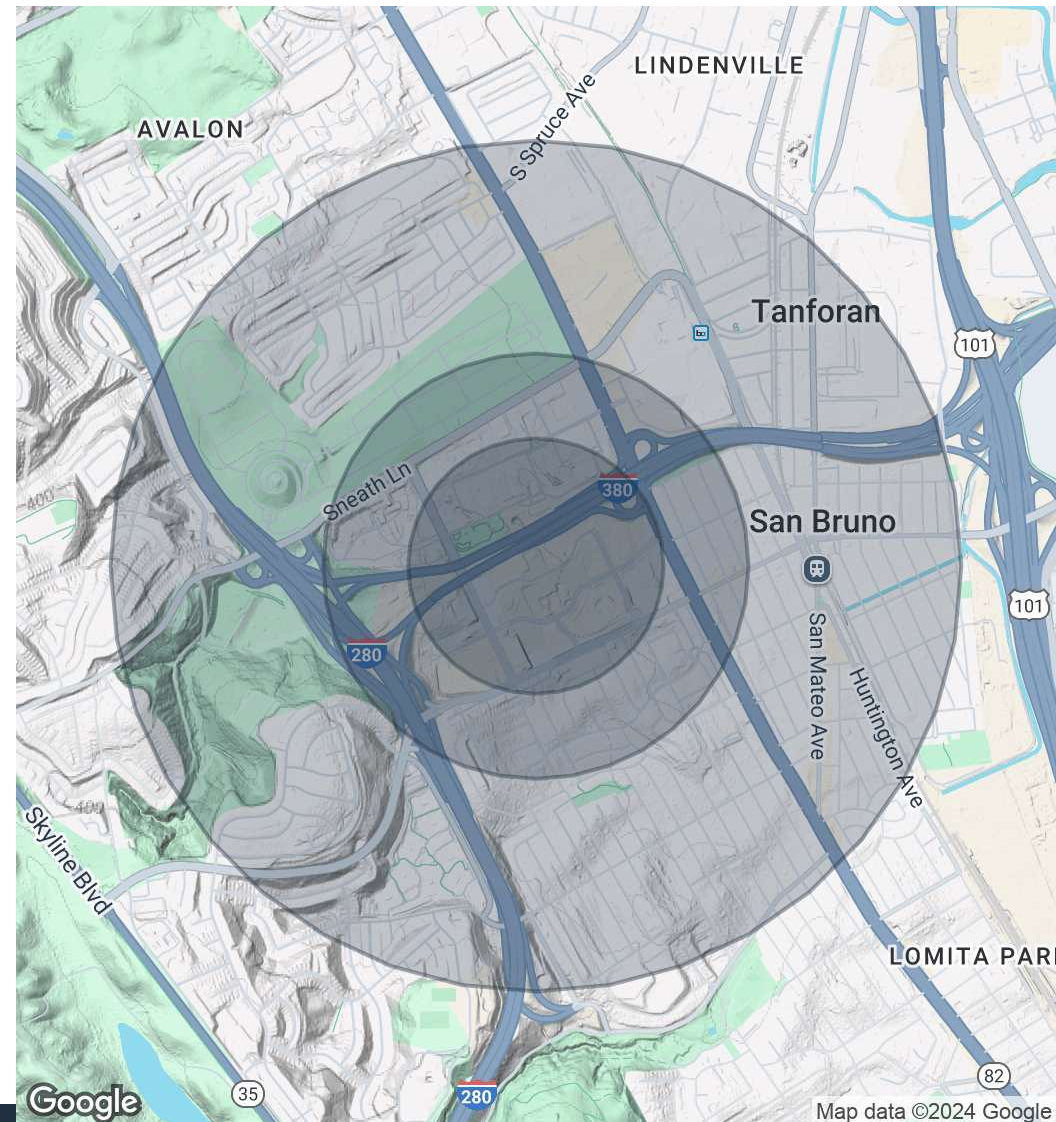 LINDENVILLE
S Spruce Ave
AVALON
Tanforan
101
Sneath Ln
400
380
San Bruno
101
280
San Mateo Ave
Huntington Ave
400
Skyline Blvd
LOMITA PAR
82
35
280
Google
Map data ©2024 Google